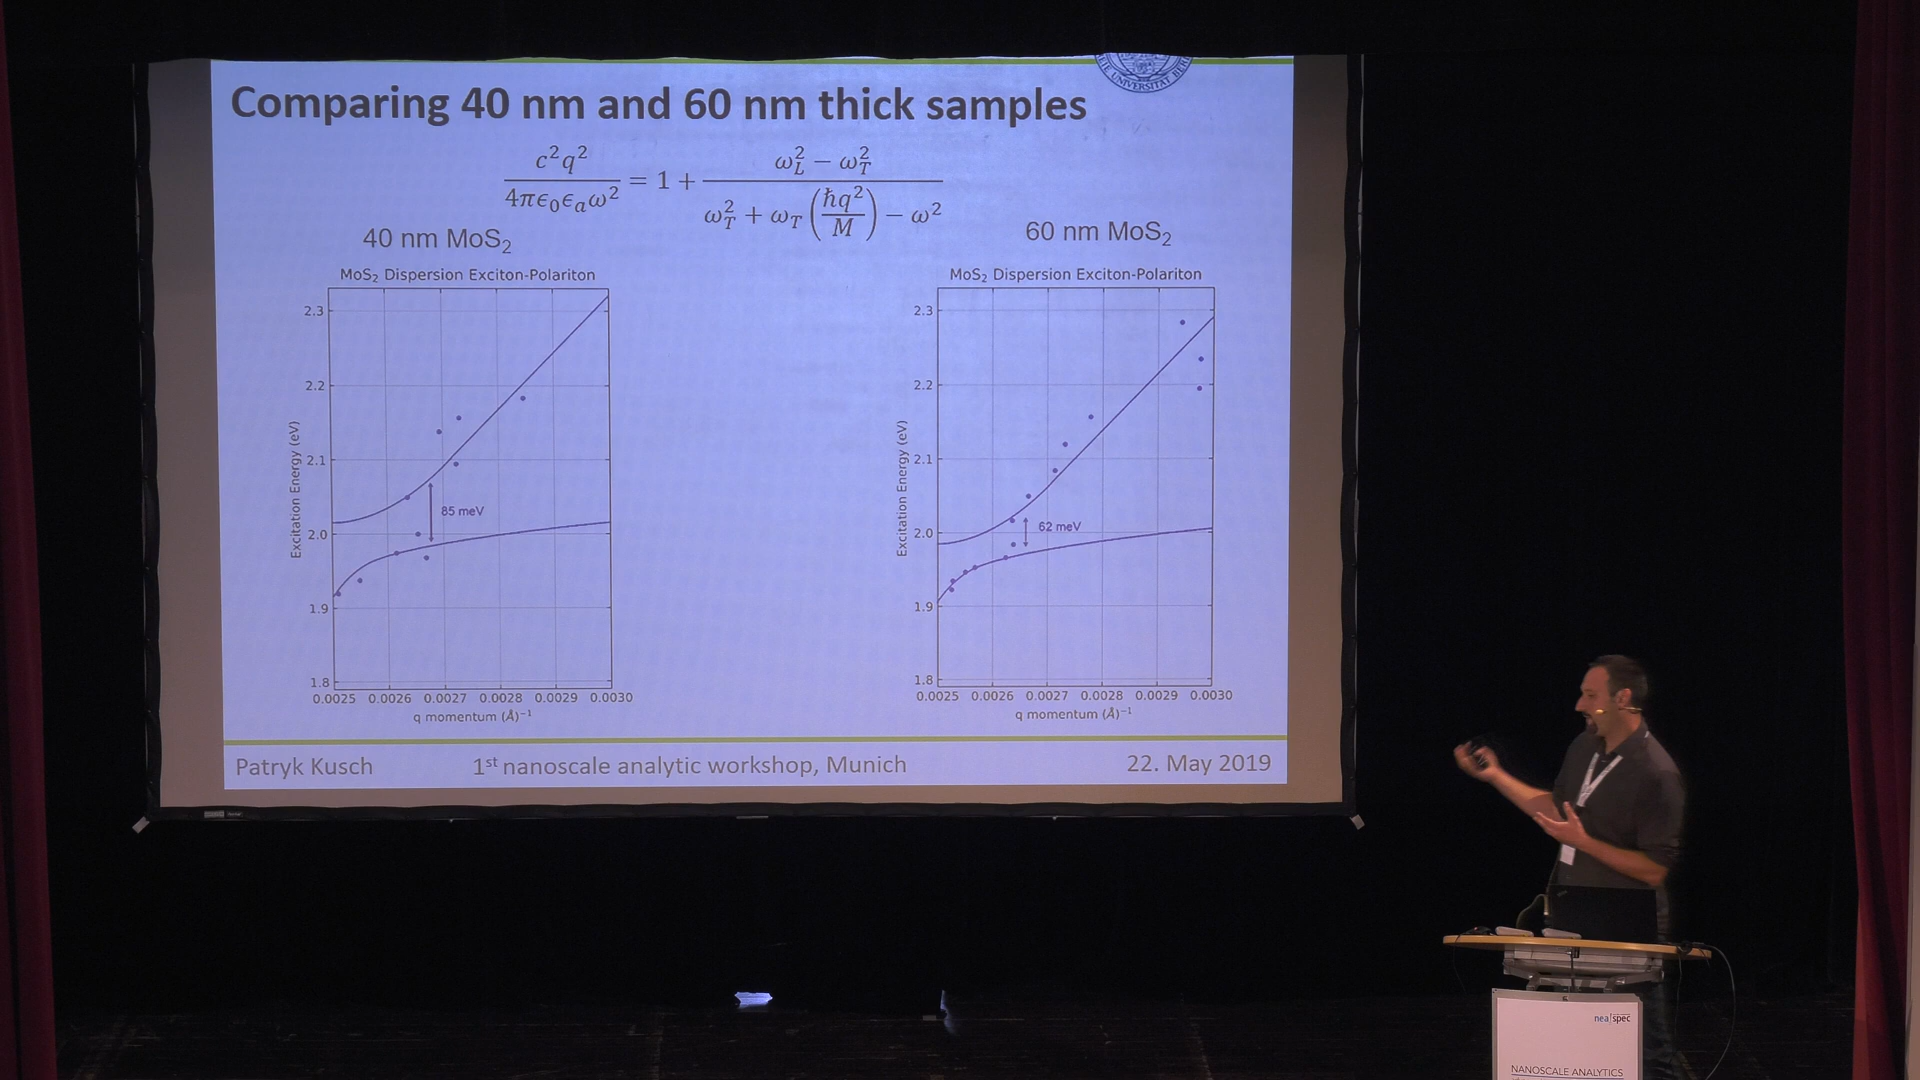 UNIVERSITÄT
Comparing 40 nm and 60 nm thick samples
c²q² / 4πϵ₀ϵₐω² = 1 + (ω_L² − ω_T²) / (ω_T² + ω_T (ħq² / M) − ω²)
40 nm MoS₂
60 nm MoS₂
MoS₂ Dispersion Exciton-Polariton
Excitation Energy (eV)
2.3
2.2
2.1
2.0
1.9
1.8
85 meV
0.0025 0.0026 0.0027 0.0028 0.0029 0.0030
q momentum (Å)⁻¹
MoS₂ Dispersion Exciton-Polariton
Excitation Energy (eV)
2.3
2.2
2.1
2.0
1.9
1.8
62 meV
0.0025 0.0026 0.0027 0.0028 0.0029 0.0030
q momentum (Å)⁻¹
Patryk Kusch 1st nanoscale analytic workshop, Munich 22. May 2019
nea|spec
NANOSCALE ANALYTICS